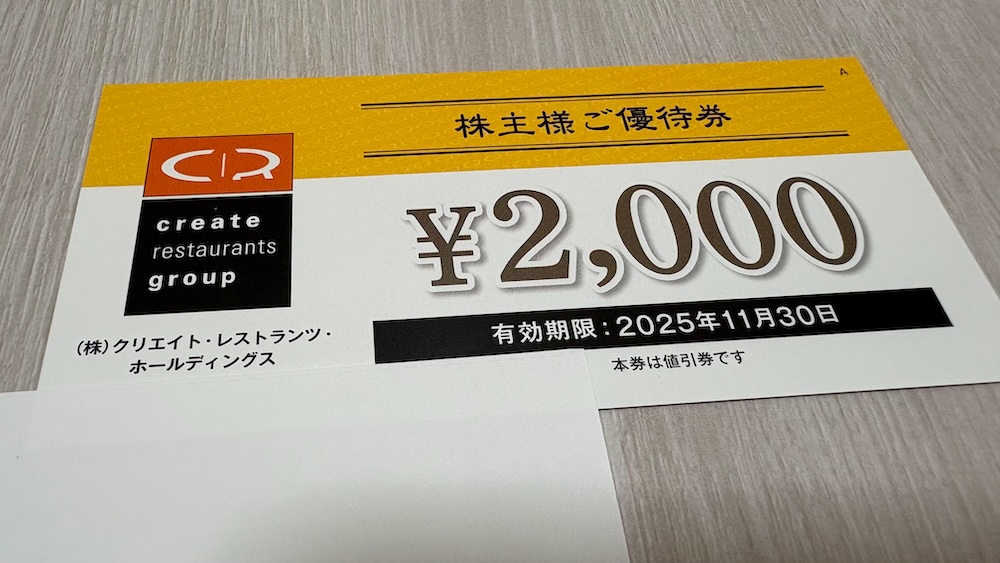 A
株主様ご優待券
CR
create
restaurants
group
¥2,000
(株)クリエイト・レストランツ・
ホールディングス
有効期限：2025年11月30日
本券は値引券です